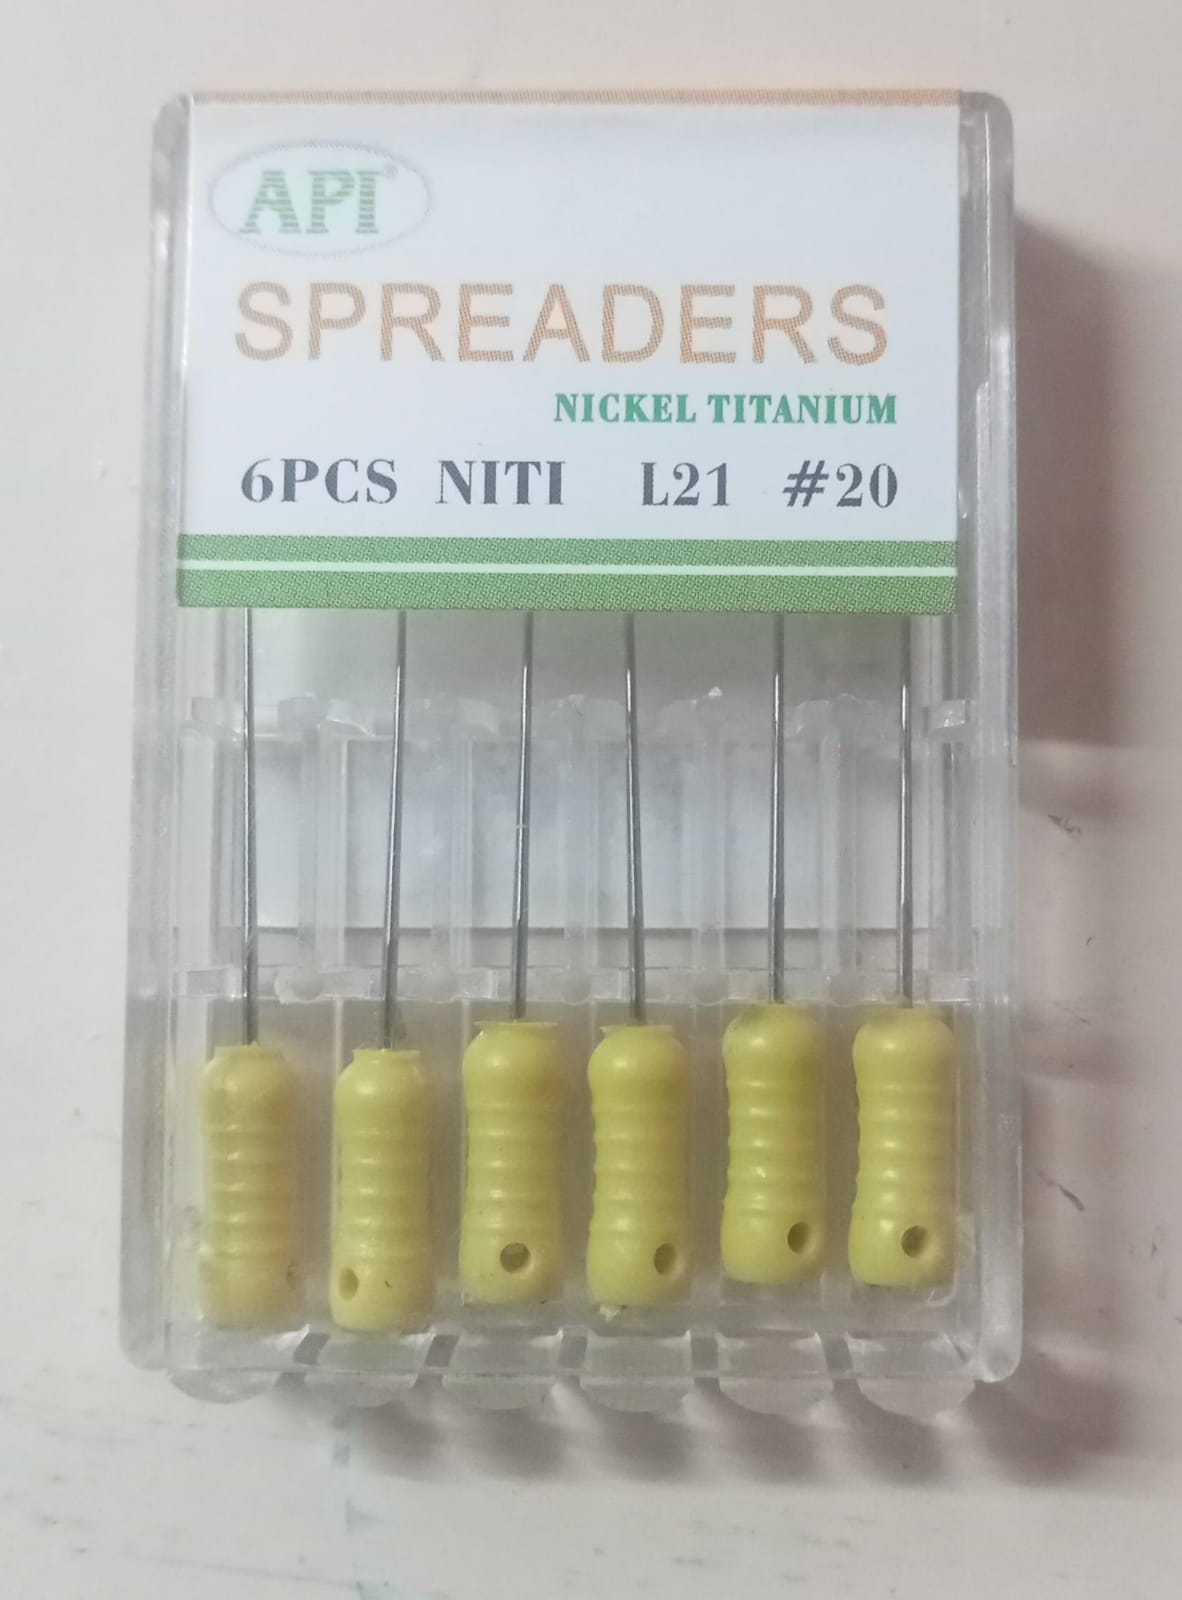 API®
SPREADERS
NICKEL TITANIUM
6PCS NITI L21 #20